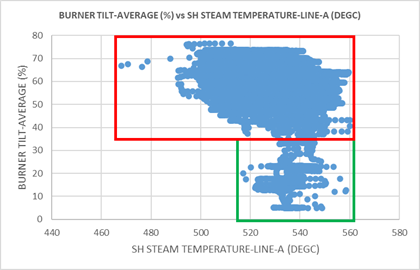 BURNER TILT-AVERAGE (%) vs SH STEAM TEMPERATURE-LINE-A (DEGC)
80
70
60
50
40
30
20
10
0
BURNER TILT-AVERAGE (%)
440 460 480 500 520 540 560 580
SH STEAM TEMPERATURE-LINE-A (DEGC)